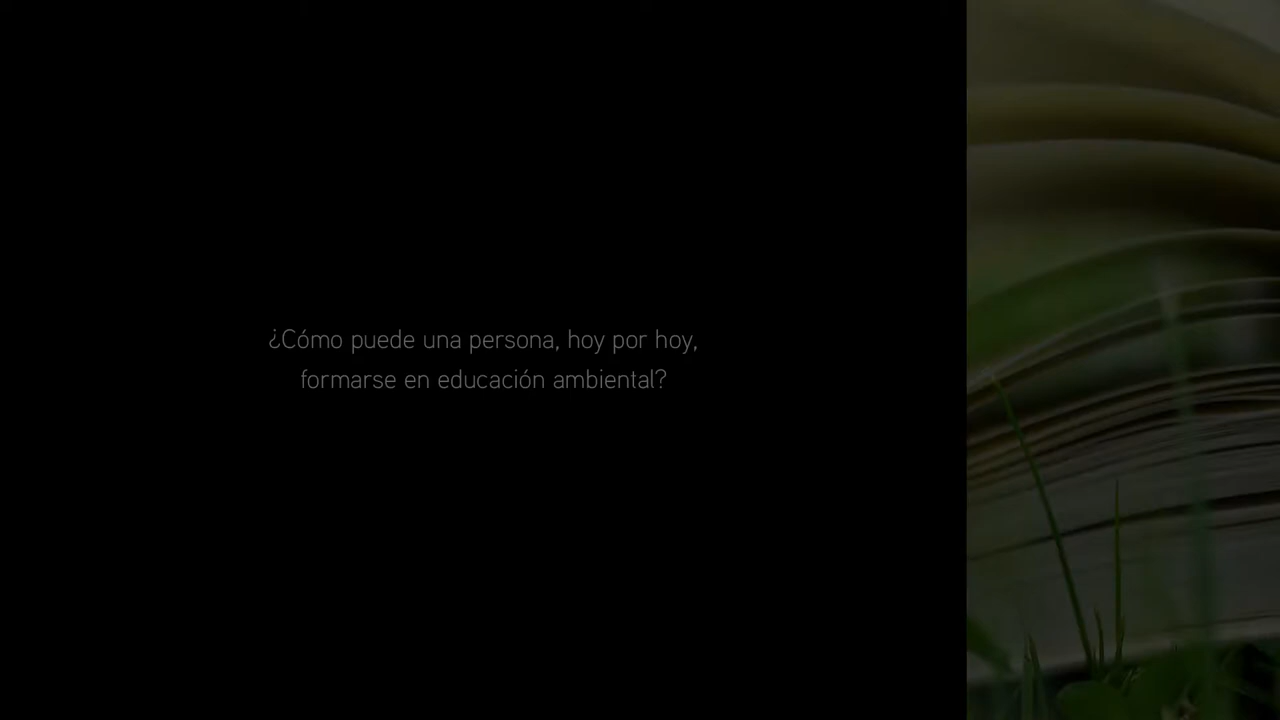 ¿Cómo puede una persona, hoy por hoy,
formarse en educación ambiental?